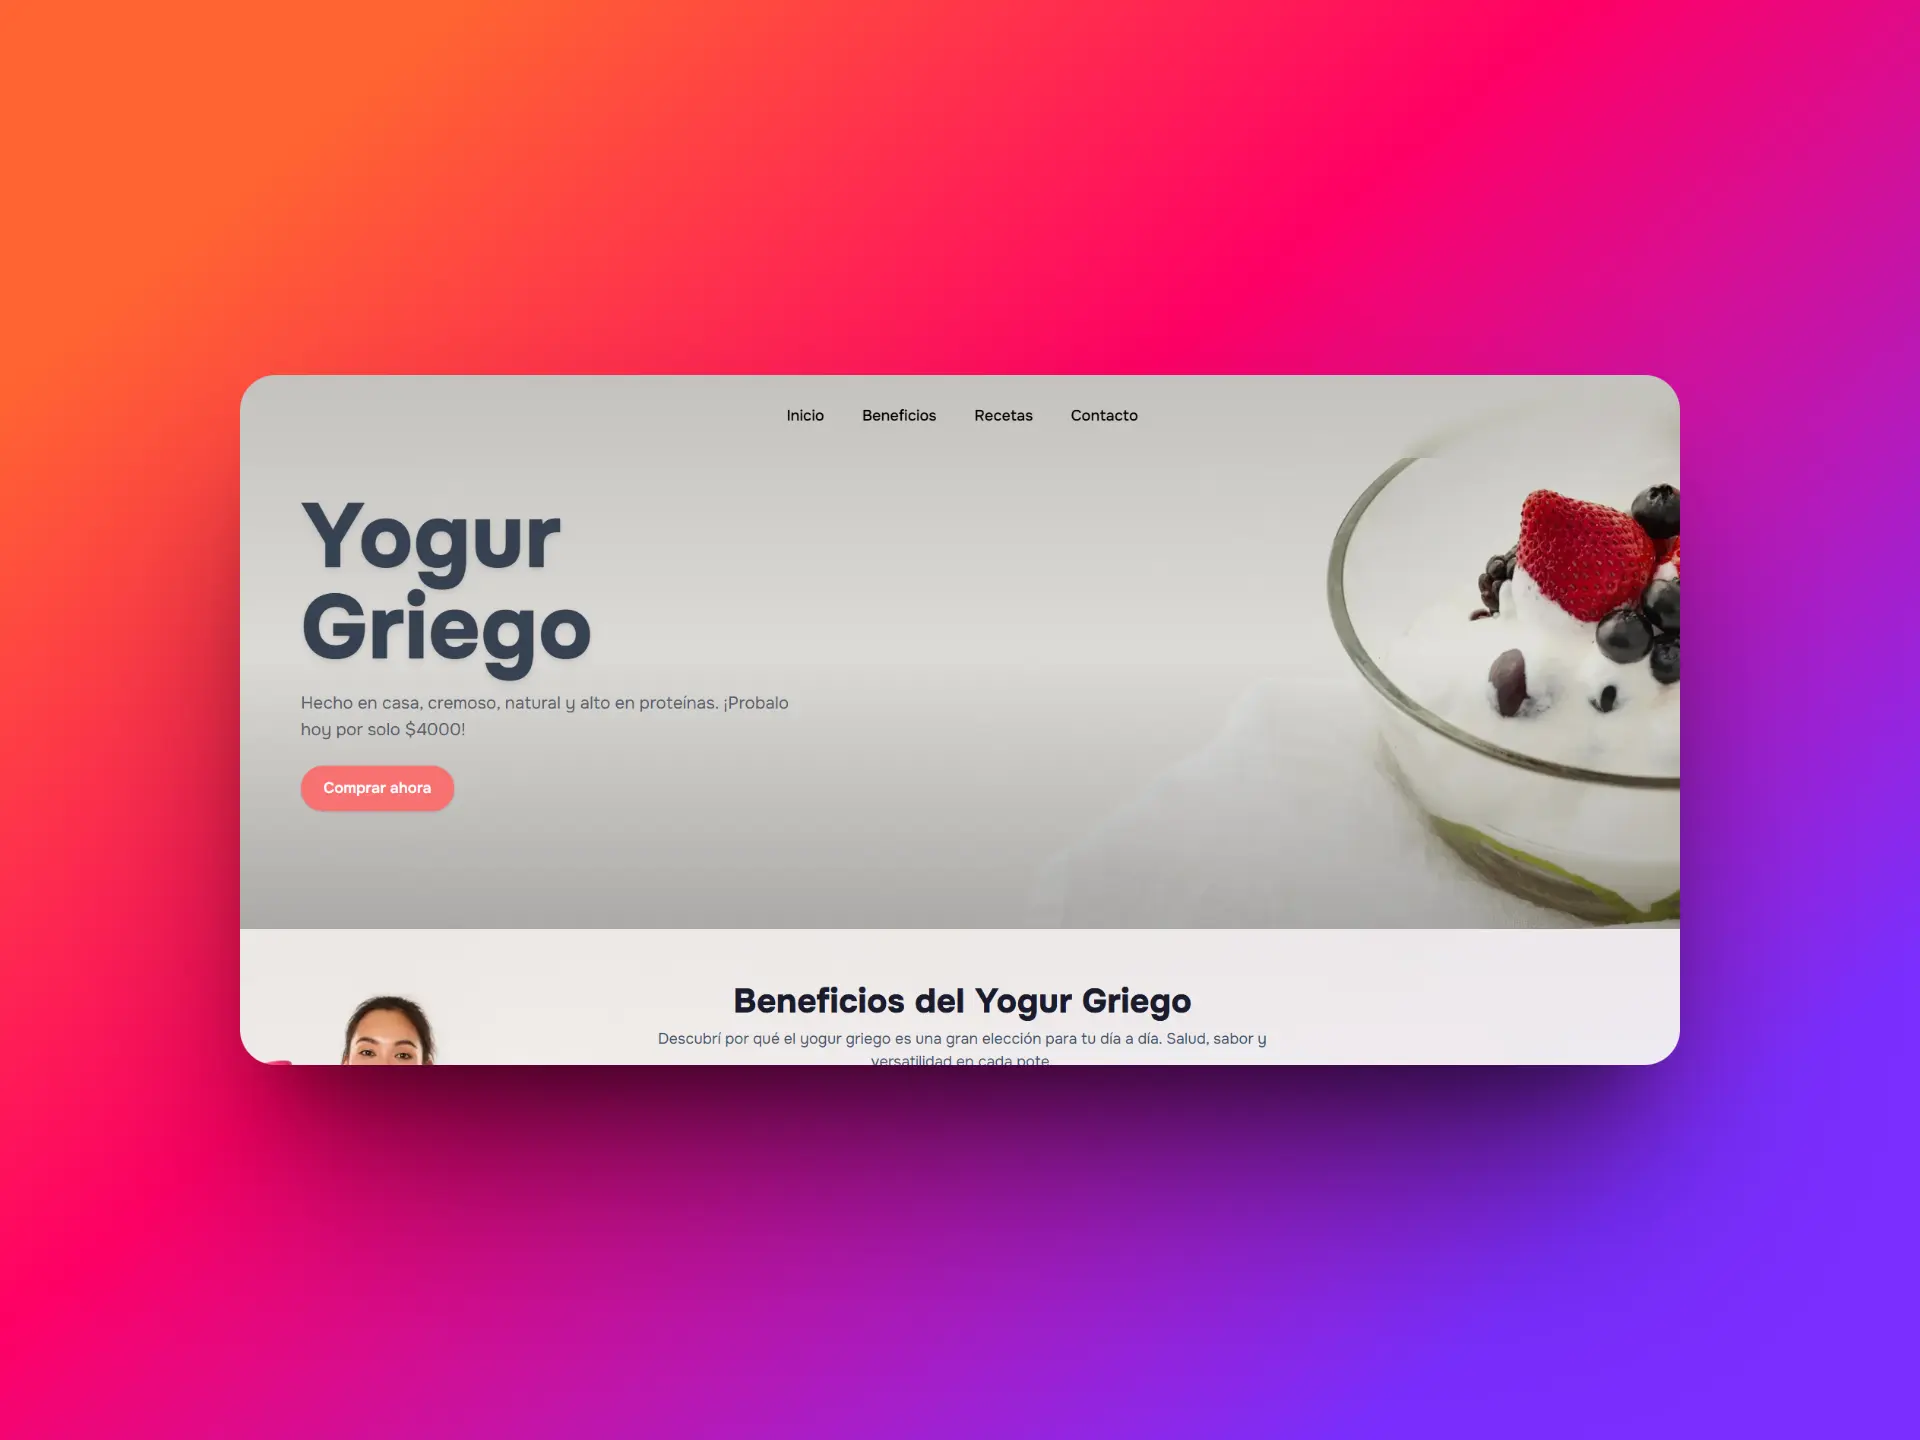 Inicio Beneficios Recetas Contacto
Yogur
Griego
Hecho en casa, cremoso, natural y alto en proteínas. ¡Probalo
hoy por solo $4000!
Comprar ahora
Beneficios del Yogur Griego
Descubrí por qué el yogur griego es una gran elección para tu día a día. Salud, sabor y
versatilidad en cada pote.